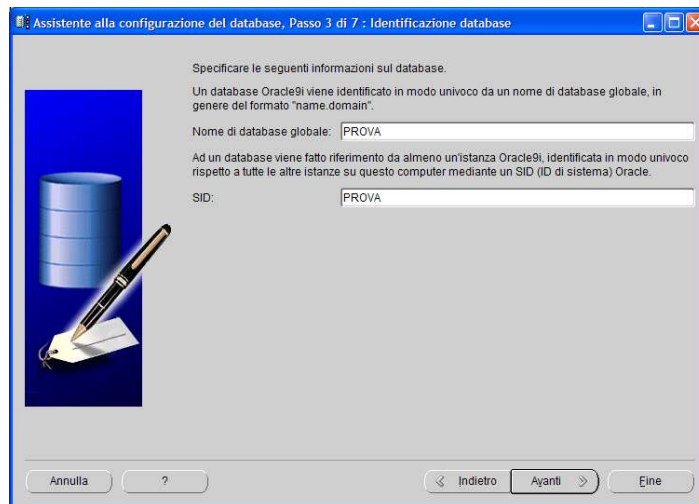 Assistente alla configurazione del database, Passo 3 di 7 : Identificazione database
Specificare le seguenti informazioni sul database.
Un database Oracle9i viene identificato in modo univoco da un nome di database globale, in
genere del formato "name.domain".
Nome di database globale: PROVA
Ad un database viene fatto riferimento da almeno un'istanza Oracle9i, identificata in modo univoco
rispetto a tutte le altre istanze su questo computer mediante un SID (ID di sistema) Oracle.
SID: PROVA
Annulla ? Indietro Avanti Fine